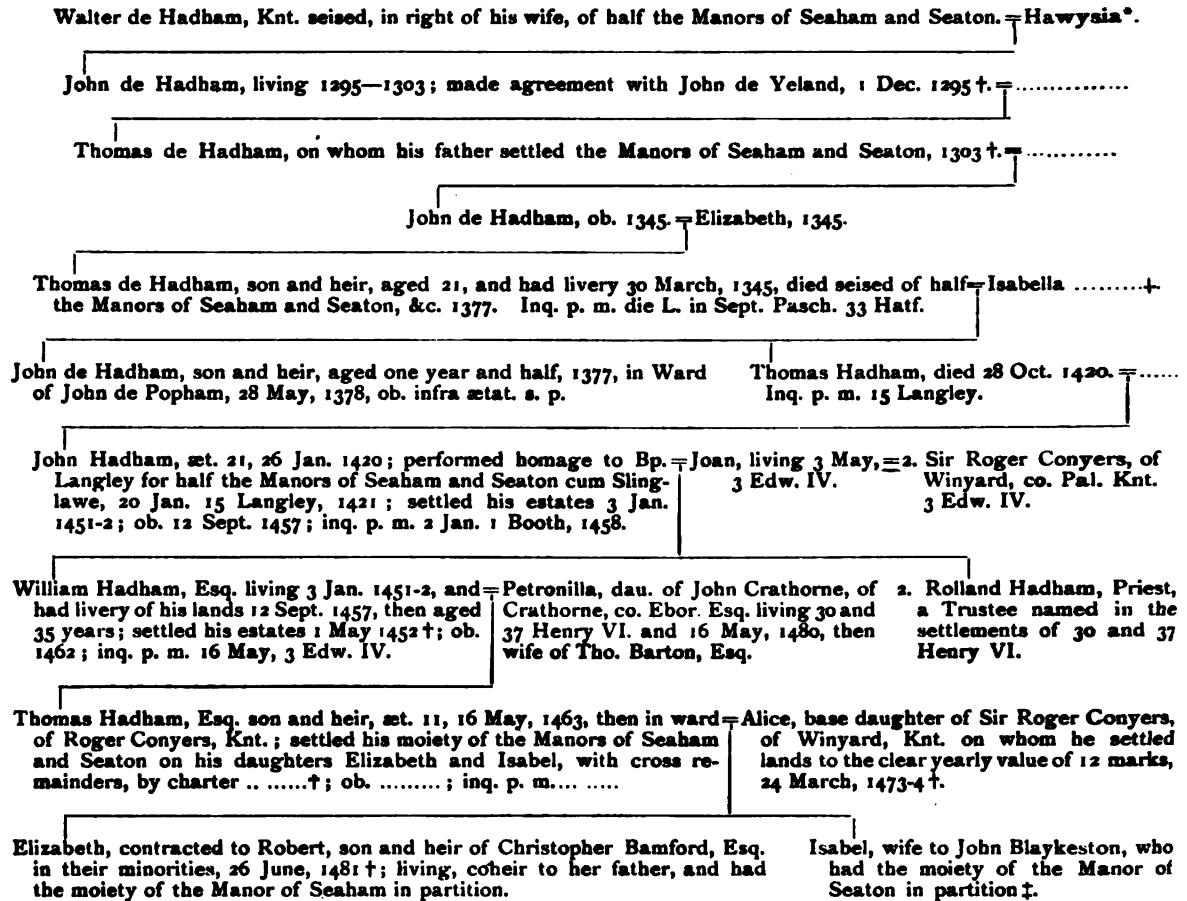 Walter de Hadham, Knt. seised, in right of his wife, of half the Manors of Seaham and Seaton. = Hawysia*.
John de Hadham, living 1295—1303; made agreement with John de Yeland, 1 Dec. 1295 †. = ................
Thomas de Hadham, on whom his father settled the Manors of Seaham and Seaton, 1303 †. = .............
John de Hadham, ob. 1345. = Elizabeth, 1345.
Thomas de Hadham, son and heir, aged 21, and had livery 30 March, 1345, died seised of half = Isabella .........+.
the Manors of Seaham and Seaton, &c. 1377. Inq. p. m. die L. in Sept. Pasch. 33 Hatf.
John de Hadham, son and heir, aged one year and half, 1377, in Ward
of John de Popham, 28 May, 1378, ob. infra ætat. s. p.
Thomas Hadham, died 28 Oct. 1420. = ......
Inq. p. m. 15 Langley.
John Hadham, æt. 21, 26 Jan. 1420; performed homage to Bp.
Langley for half the Manors of Seaham and Seaton cum Sling-
lawe, 20 Jan. 15 Langley, 1421; settled his estates 3 Jan.
1451-2; ob. 12 Sept. 1457; inq. p. m. 2 Jan. 1 Booth, 1458.
= Joan, living 3 May,
3 Edw. IV.
= 2. Sir Roger Conyers, of
Winyard, co. Pal. Knt.
3 Edw. IV.
William Hadham, Esq. living 3 Jan. 1451-2, and
had livery of his lands 12 Sept. 1457, then aged
35 years; settled his estates 1 May 1452 †; ob.
1462; inq. p. m. 16 May, 3 Edw. IV.
= Petronilla, dau. of John Crathorne, of
Crathorne, co. Ebor. Esq. living 30 and
37 Henry VI. and 16 May, 1480, then
wife of Tho. Barton, Esq.
2. Rolland Hadham, Priest,
a Trustee named in the
settlements of 30 and 37
Henry VI.
Thomas Hadham, Esq. son and heir, æt. 11, 16 May, 1463, then in ward
of Roger Conyers, Knt.; settled his moiety of the Manors of Seaham
and Seaton on his daughters Elizabeth and Isabel, with cross re-
mainders, by charter .. ......†; ob. .........; inq. p. m.... .....
= Alice, base daughter of Sir Roger Conyers,
of Winyard, Knt. on whom he settled
lands to the clear yearly value of 12 marks,
24 March, 1473-4 †.
Elizabeth, contracted to Robert, son and heir of Christopher Bamford, Esq.
in their minorities, 26 June, 1481 †; living, coheir to her father, and had
the moiety of the Manor of Seaham in partition.
Isabel, wife to John Blaykeston, who
had the moiety of the Manor of
Seaton in partition ‡.